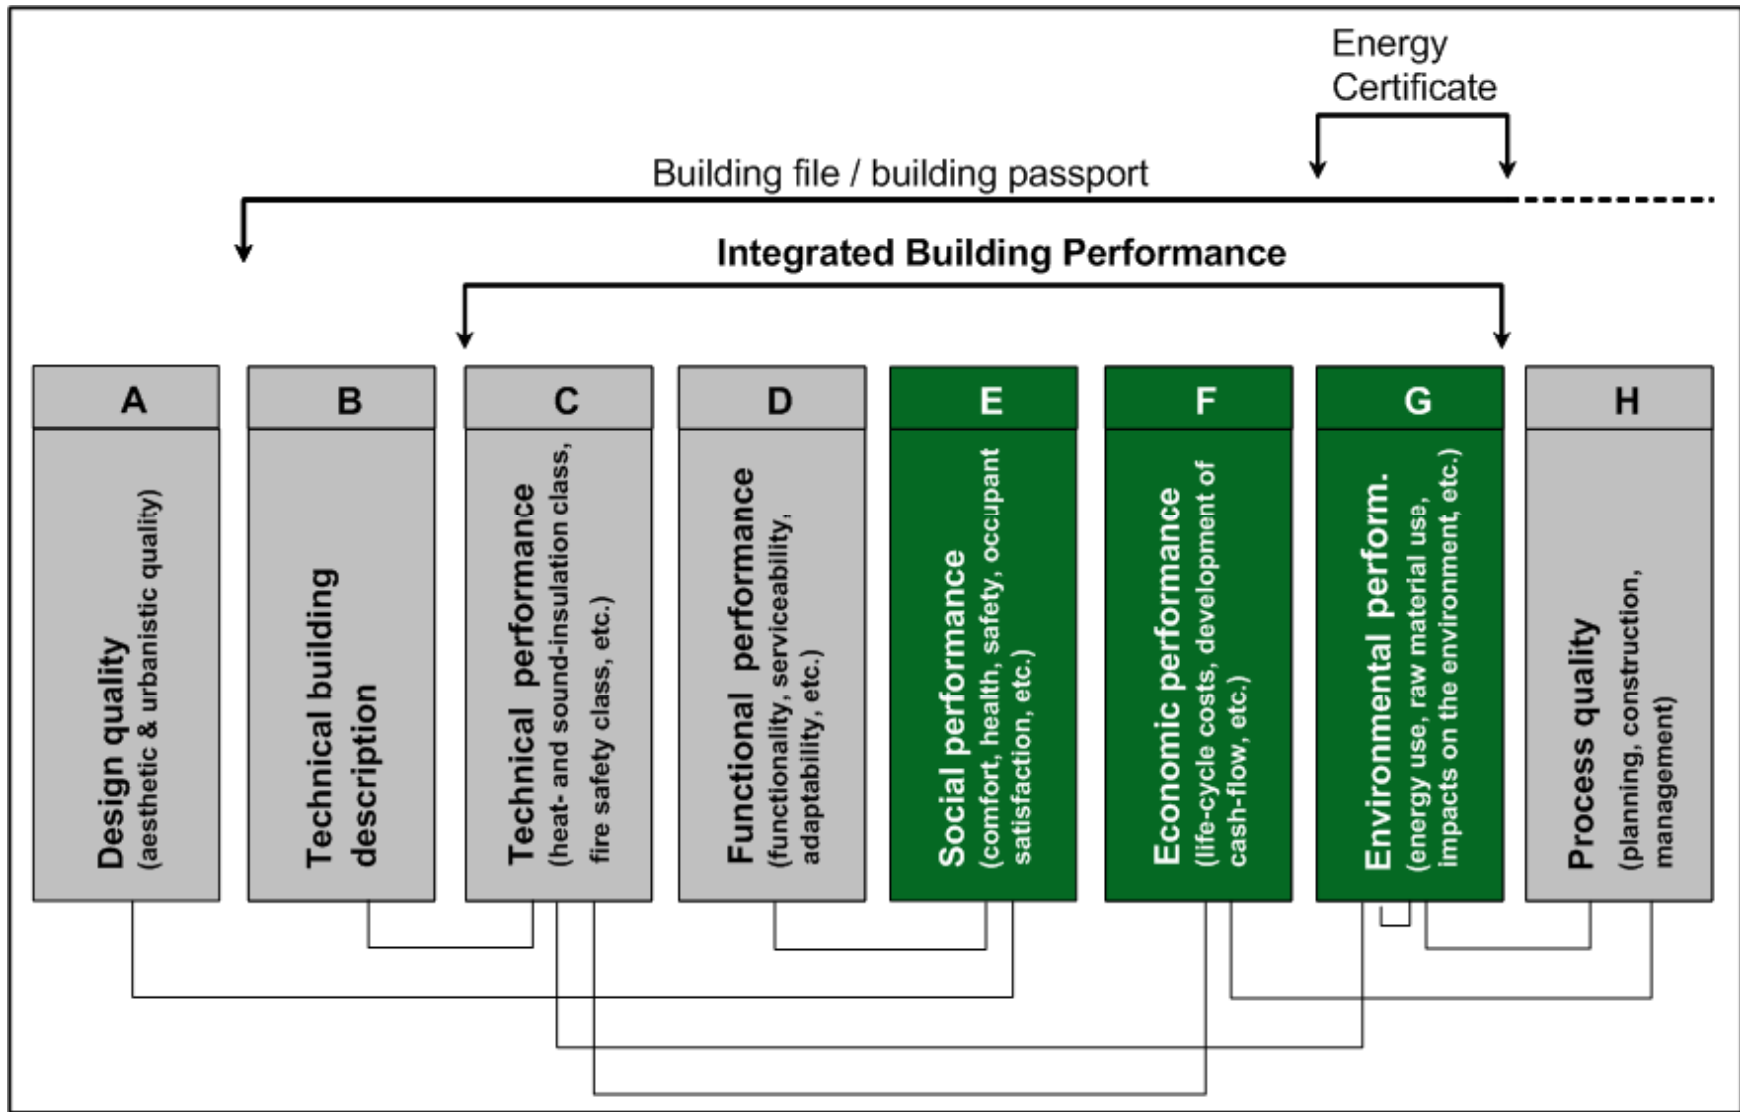 Energy
Certificate
Building file / building passport
Integrated Building Performance
A
B
C
D
E
F
G
H
Design quality
(aesthetic & urbanistic quality)
Technical building
description
Technical performance
(heat- and sound-insulation class,
fire safety class, etc.)
Functional performance
(functionality, serviceability,
adaptability, etc.)
Social performance
(comfort, health, safety, occupant
satisfaction, etc.)
Economic performance
(life-cycle costs, development of
cash-flow, etc.)
Environmental perform.
(energy use, raw material use,
impacts on the environment, etc.)
Process quality
(planning, construction,
management)